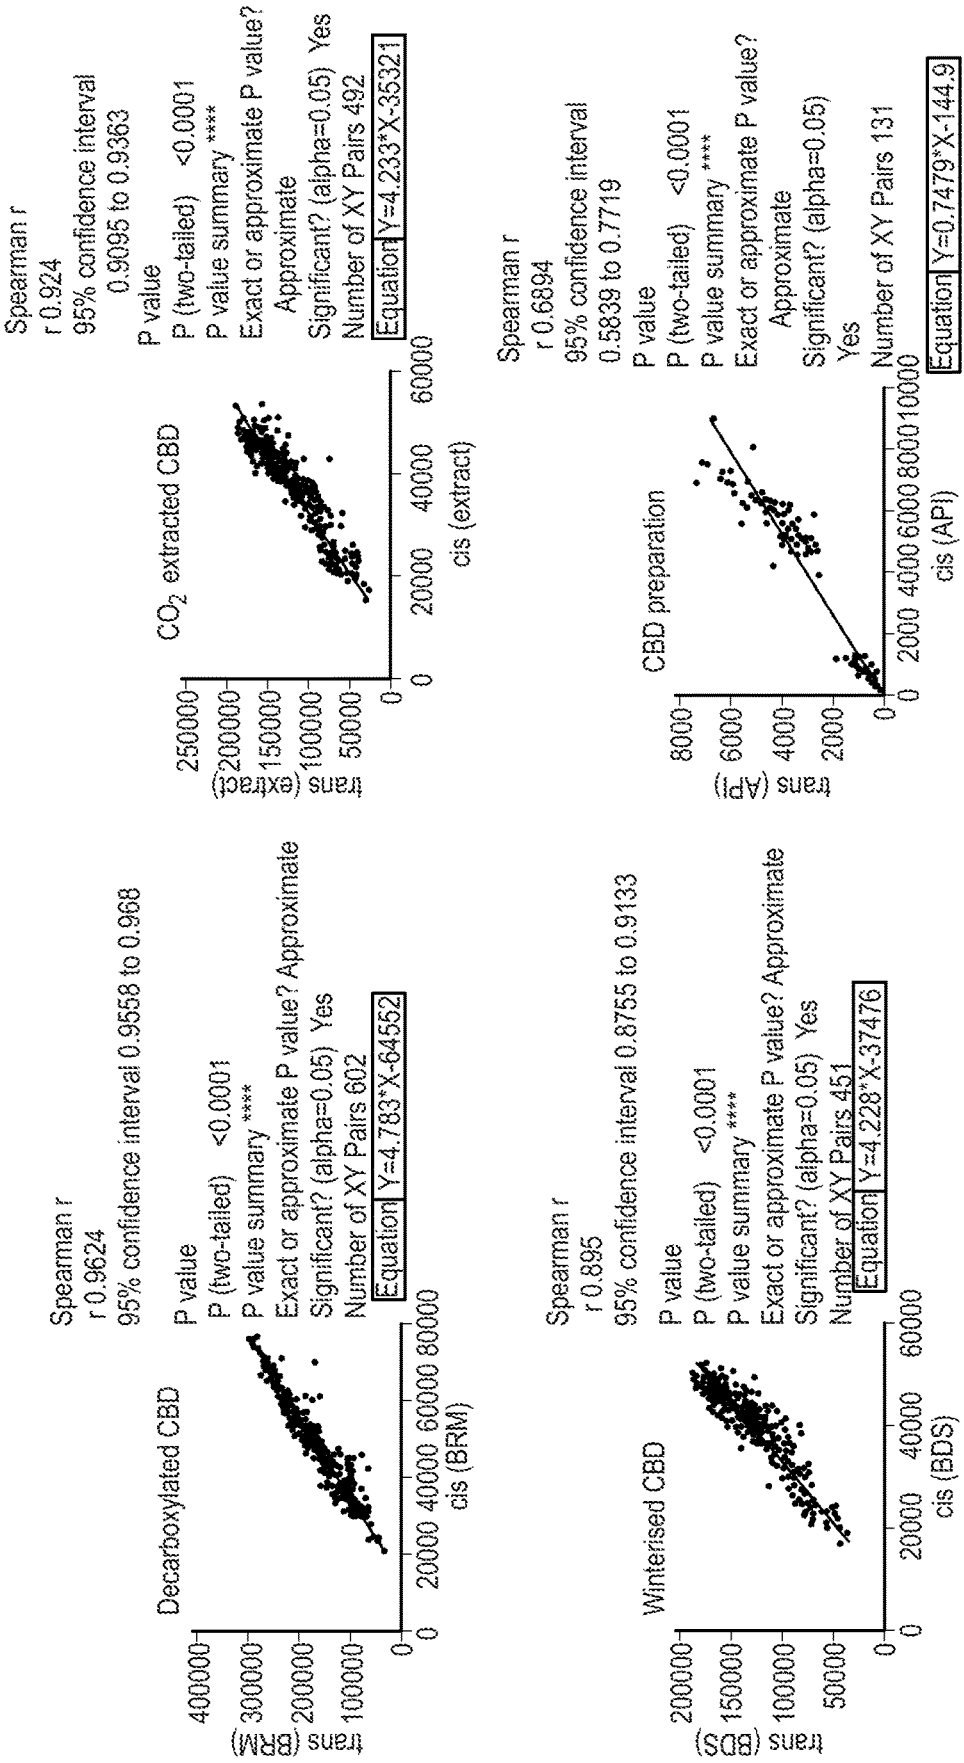 Decarboxylated CBD
400000
300000
200000
100000
0
trans (BRM)
0
20000
40000
60000
80000
cis (BRM)
Spearman r
r 0.9624
95% confidence interval 0.9558 to 0.968
P value
P (two-tailed) <0.0001
P value summary ****
Exact or approximate P value? Approximate
Significant? (alpha=0.05) Yes
Number of XY Pairs 602
Equation Y=4.783*X-64552
CO2 extracted CBD
250000
200000
150000
100000
50000
0
trans (extract)
0
20000
40000
60000
cis (extract)
Spearman r
r 0.924
95% confidence interval
0.9095 to 0.9363
P value
P (two-tailed) <0.0001
P value summary ****
Exact or approximate P value?
Approximate
Significant? (alpha=0.05) Yes
Number of XY Pairs 492
Equation Y=4.233*X-35321
Winterised CBD
200000
150000
100000
50000
0
trans (BDS)
0
20000
40000
60000
cis (BDS)
Spearman r
r 0.895
95% confidence interval 0.8755 to 0.9133
P value
P (two-tailed) <0.0001
P value summary ****
Exact or approximate P value? Approximate
Significant? (alpha=0.05) Yes
Number of XY Pairs 451
Equation Y=4.228*X-37476
CBD preparation
8000
6000
4000
2000
0
trans (API)
0
2000
4000
6000
8000
10000
cis (API)
Spearman r
r 0.6894
95% confidence interval
0.5839 to 0.7719
P value
P (two-tailed) <0.0001
P value summary ****
Exact or approximate P value?
Approximate
Significant? (alpha=0.05)
Yes
Number of XY Pairs 131
Equation Y=0.7479*X-144.9